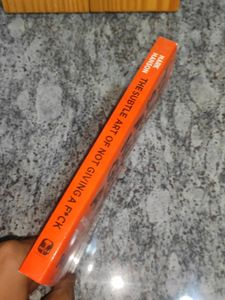 MARK
MANSON
THE SUBTLE ART OF NOT GIVING A F*CK